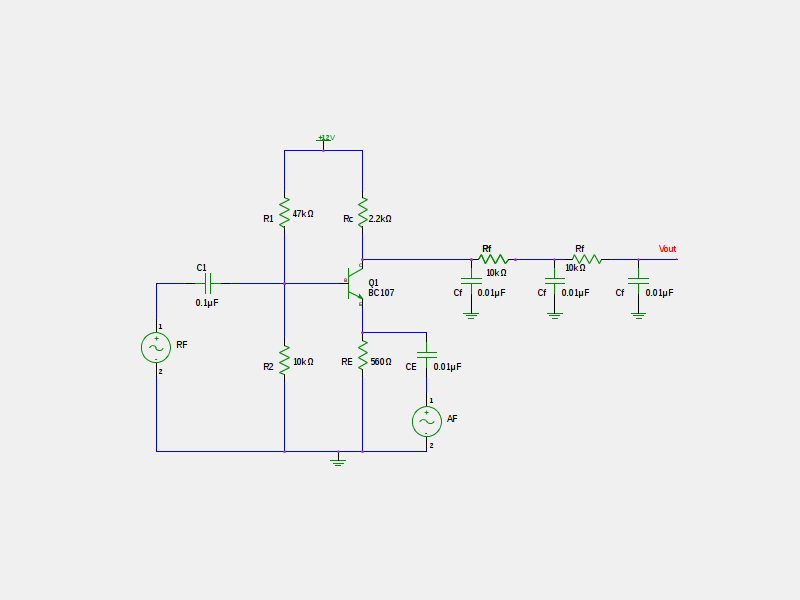 +12V
R1 47kΩ
Rc 2.2kΩ
Rf
10kΩ
Rf
10kΩ
Vout
C1
0.1µF
C
B
E
Q1
BC107
Cf 0.01µF
Cf 0.01µF
Cf 0.01µF
1
+
-
2
RF
R2 10kΩ
RE 560Ω
CE 0.01µF
1
+
-
2
AF